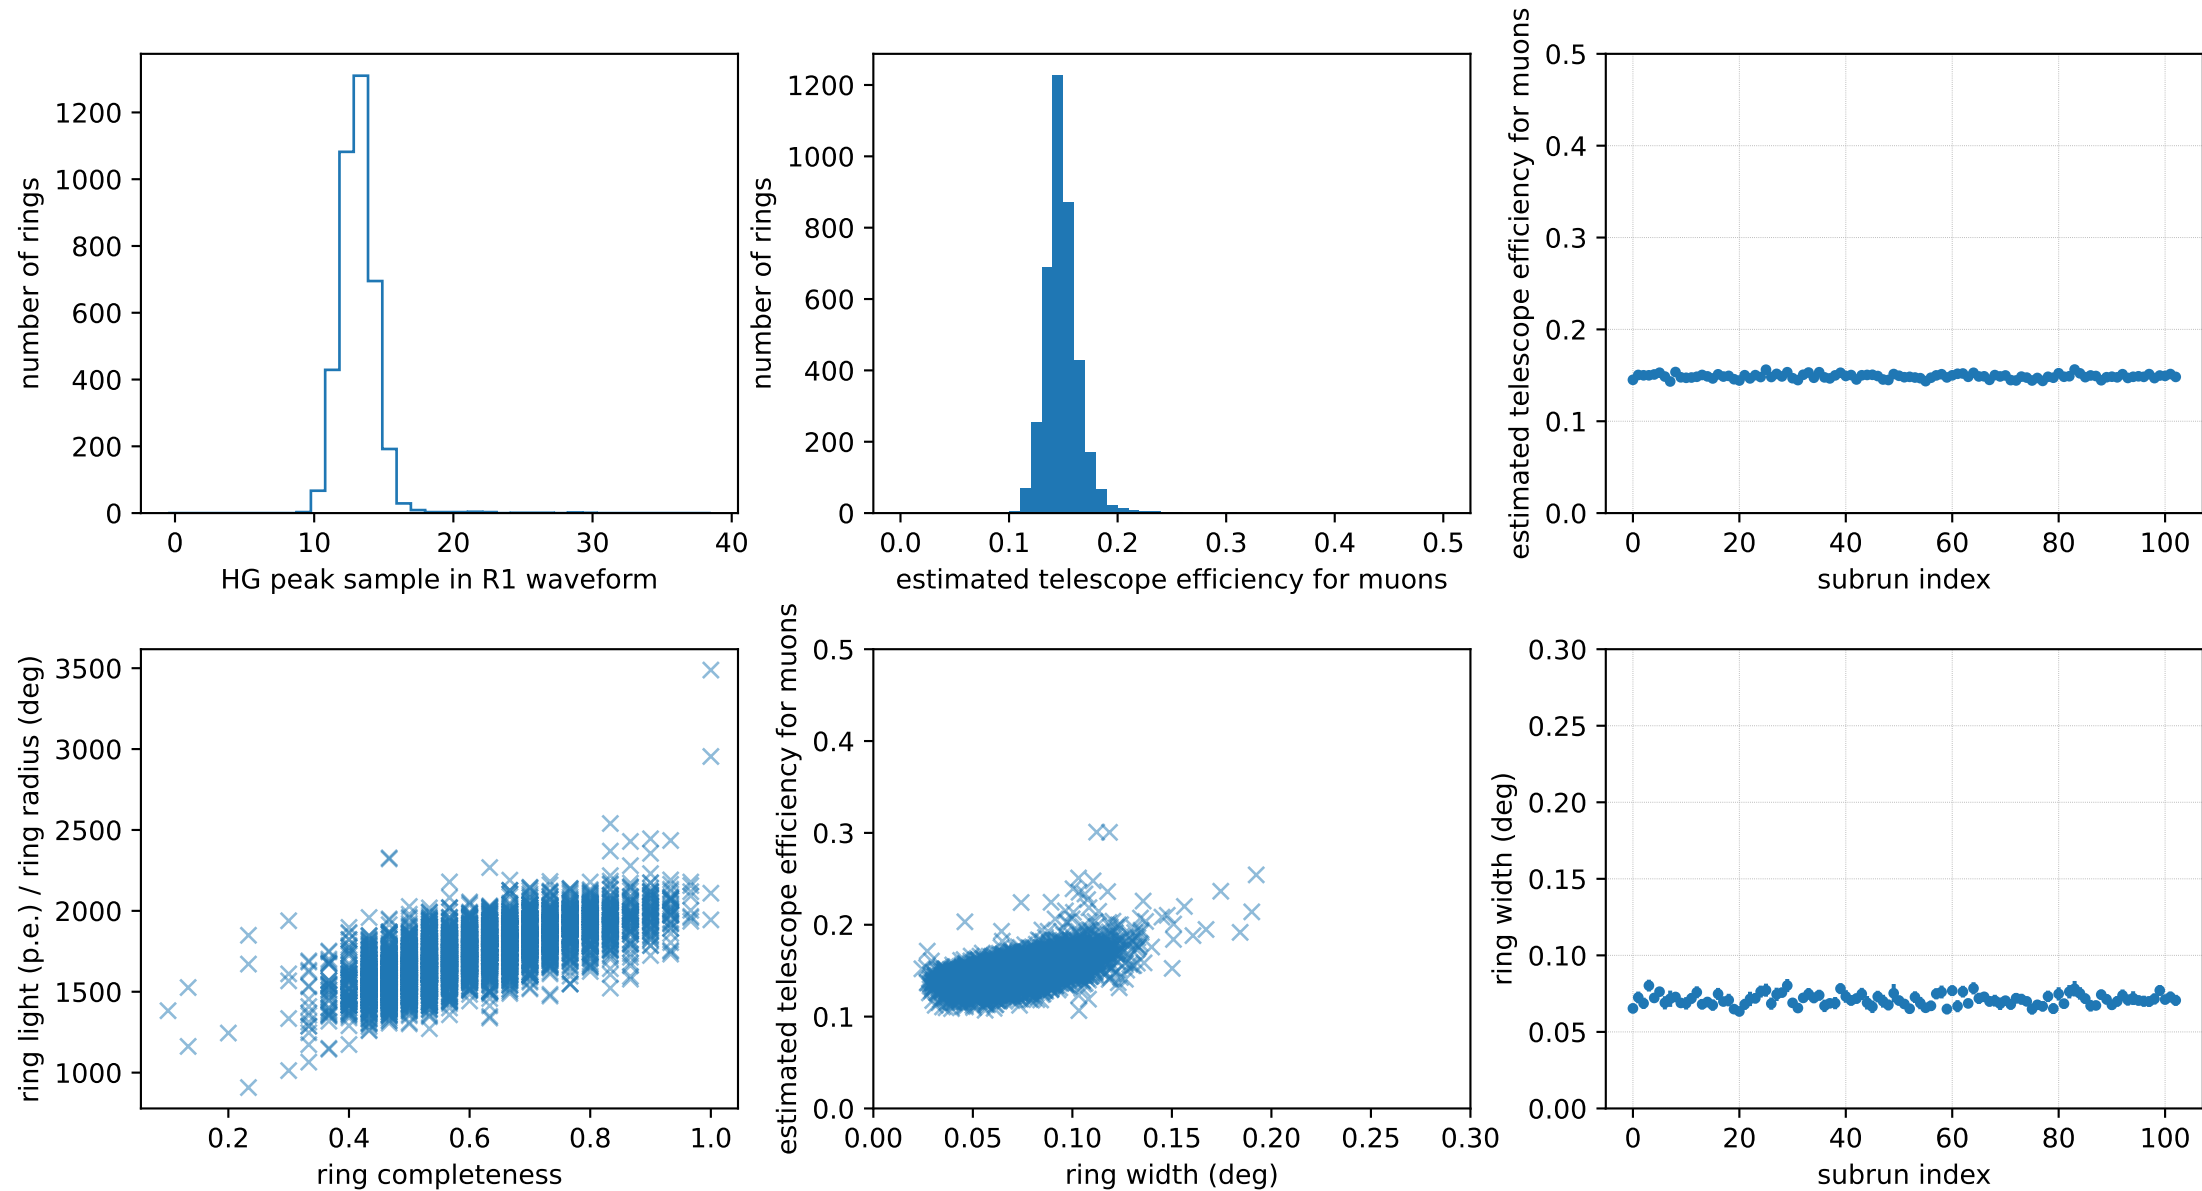 number of rings
1200
1000
800
600
400
200
0
0 10 20 30 40
HG peak sample in R1 waveform
number of rings
1200
1000
800
600
400
200
0
0.0 0.1 0.2 0.3 0.4 0.5
estimated telescope efficiency for muons
estimated telescope efficiency for muons
0.5
0.4
0.3
0.2
0.1
0.0
0 20 40 60 80 100
subrun index
ring light (p.e.) / ring radius (deg)
3500
3000
2500
2000
1500
1000
0.2 0.4 0.6 0.8 1.0
ring completeness
estimated telescope efficiency for muons
0.5
0.4
0.3
0.2
0.1
0.0
0.00 0.05 0.10 0.15 0.20 0.25 0.30
ring width (deg)
ring width (deg)
0.30
0.25
0.20
0.15
0.10
0.05
0.00
0 20 40 60 80 100
subrun index